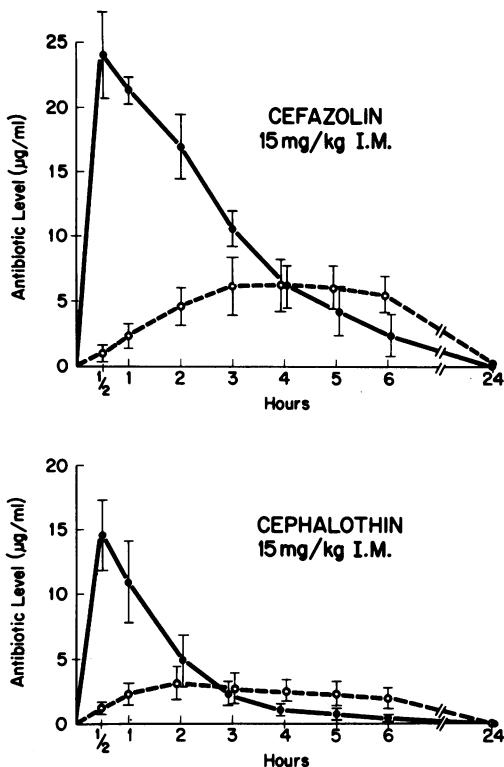 25
20
15
10
5
0
Antibiotic Level (µg/ml)
CEFAZOLIN
15 mg/kg I.M.
1/2 1 2 3 4 5 6 24
Hours
20
15
10
5
0
Antibiotic Level (µg/ml)
CEPHALOTHIN
15 mg/kg I.M.
1/2 1 2 3 4 5 6 24
Hours